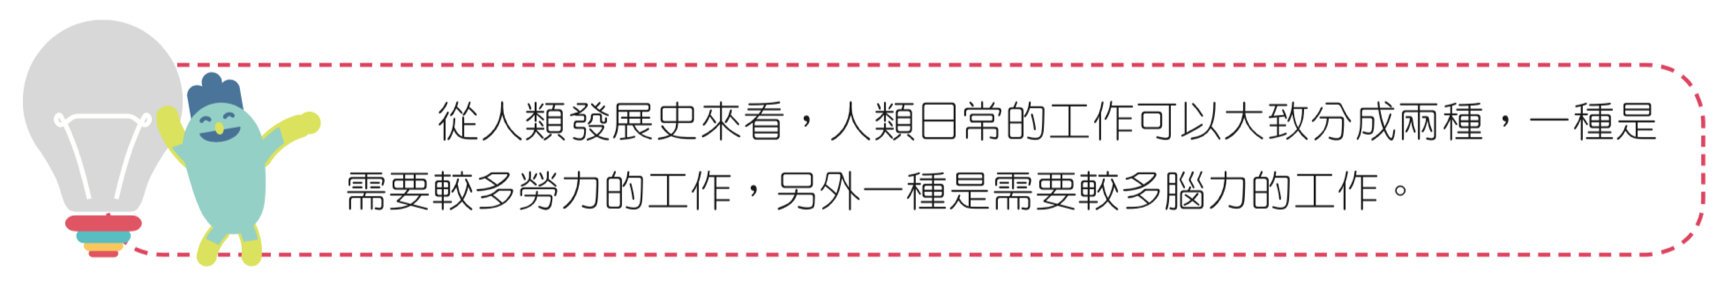 從人類發展史來看，人類日常的工作可以大致分成兩種，一種是
需要較多勞力的工作，另外一種是需要較多腦力的工作。